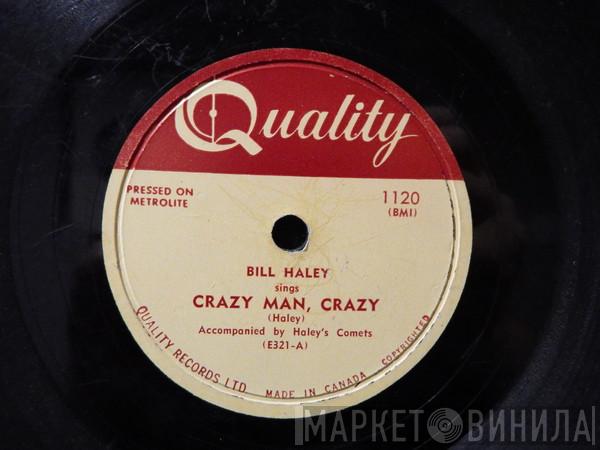 Quality
PRESSED ON
METROLITE
1120
(BMI)
BILL HALEY
sings
CRAZY MAN, CRAZY
(Haley)
Accompanied by Haley's Comets
(E321-A)
QUALITY RECORDS LTD MADE IN CANADA COPYRIGHTED
МАРКЕТ ВИНИЛА